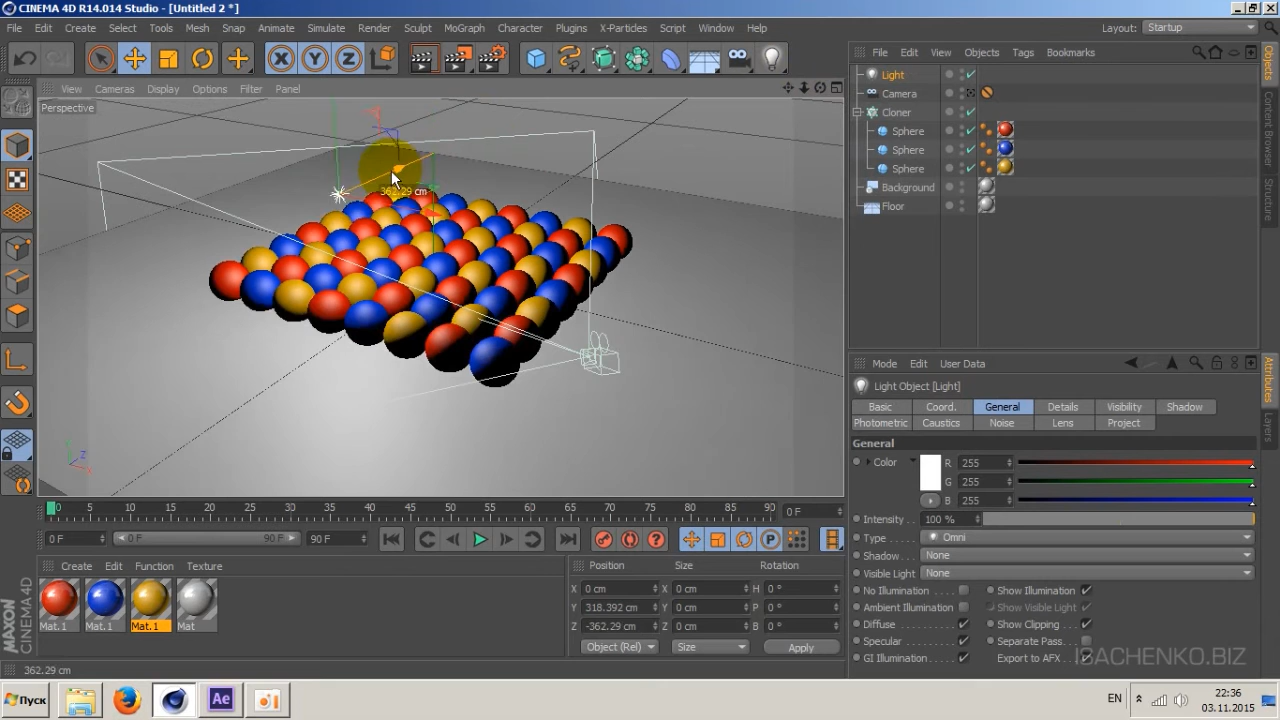 CINEMA 4D R14.014 Studio - [Untitled 2 *]
File Edit Create Select Tools Mesh Snap Animate Simulate Render Sculpt MoGraph Character Plugins X-Particles Script Window Help
Layout: Startup
View Cameras Display Options Filter Panel
Perspective
362.29 cm
X Y Z
File Edit View Objects Tags Bookmarks
Light
Camera
Cloner
Sphere
Sphere
Sphere
Background
Floor
Objects
Content Browser
Structure
Mode Edit User Data
Light Object [Light]
Basic Coord. General Details Visibility Shadow
Photometric Caustics Noise Lens Project
General
Color R 255
G 255
B 255
Intensity . . 100 %
Type . . . Omni
Shadow. . . None
Visible Light . None
No Illumination . . . . Show Illumination
Ambient Illumination Show Visible Light
Diffuse . . . . . . Show Clipping . .
Specular . . . . . Separate Pass.
GI Illumination . . Export to AFX
Attributes
Layers
0 5 10 15 20 25 30 35 40 45 50 55 60 65 70 75 80 85 90 0 F
0 F 0 F 90 F 90 F
Create Edit Function Texture
Mat.1 Mat.1 Mat.1 Mat
Position Size Rotation
X 0 cm X 0 cm H 0 °
Y 318.392 cm Y 0 cm P 0 °
Z -362.29 cm Z 0 cm B 0 °
Object (Rel) Size Apply
MAXON
CINEMA 4D
362.29 cm
ISACHENKO.BIZ
Пуск
Ae
EN
22:36
03.11.2015